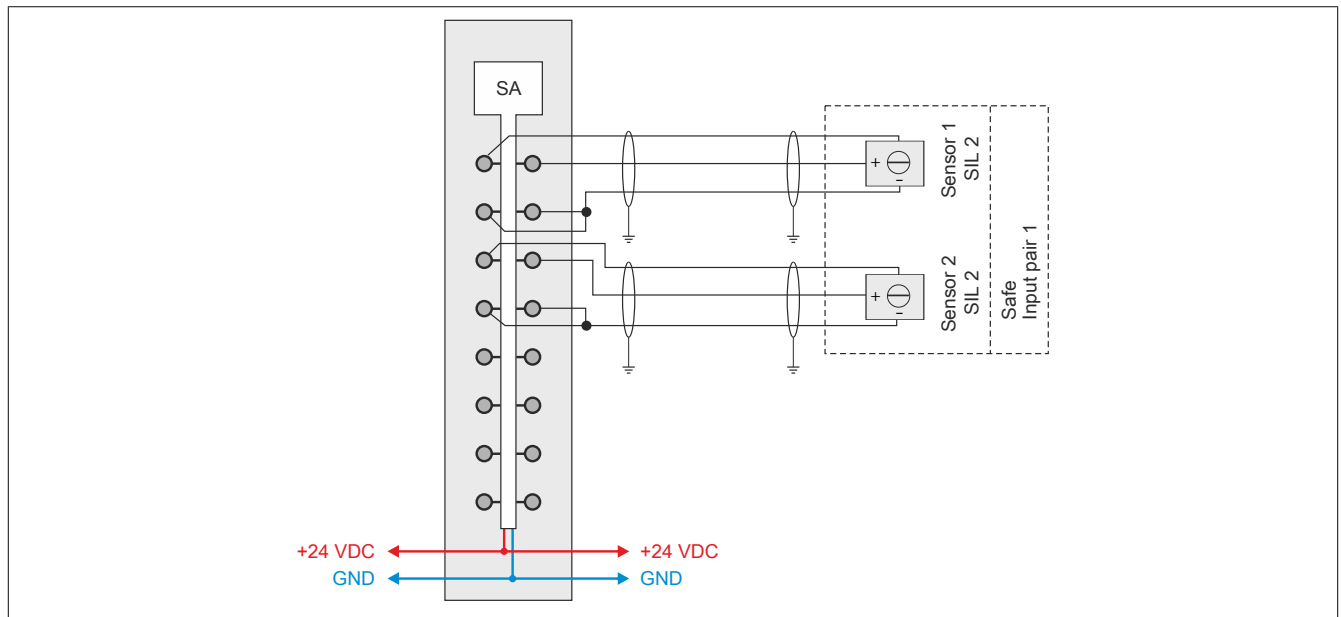 SA
+
-
Sensor 1
SIL 2
+
-
Sensor 2
SIL 2
Safe
Input pair 1
+24 VDC
+24 VDC
GND
GND